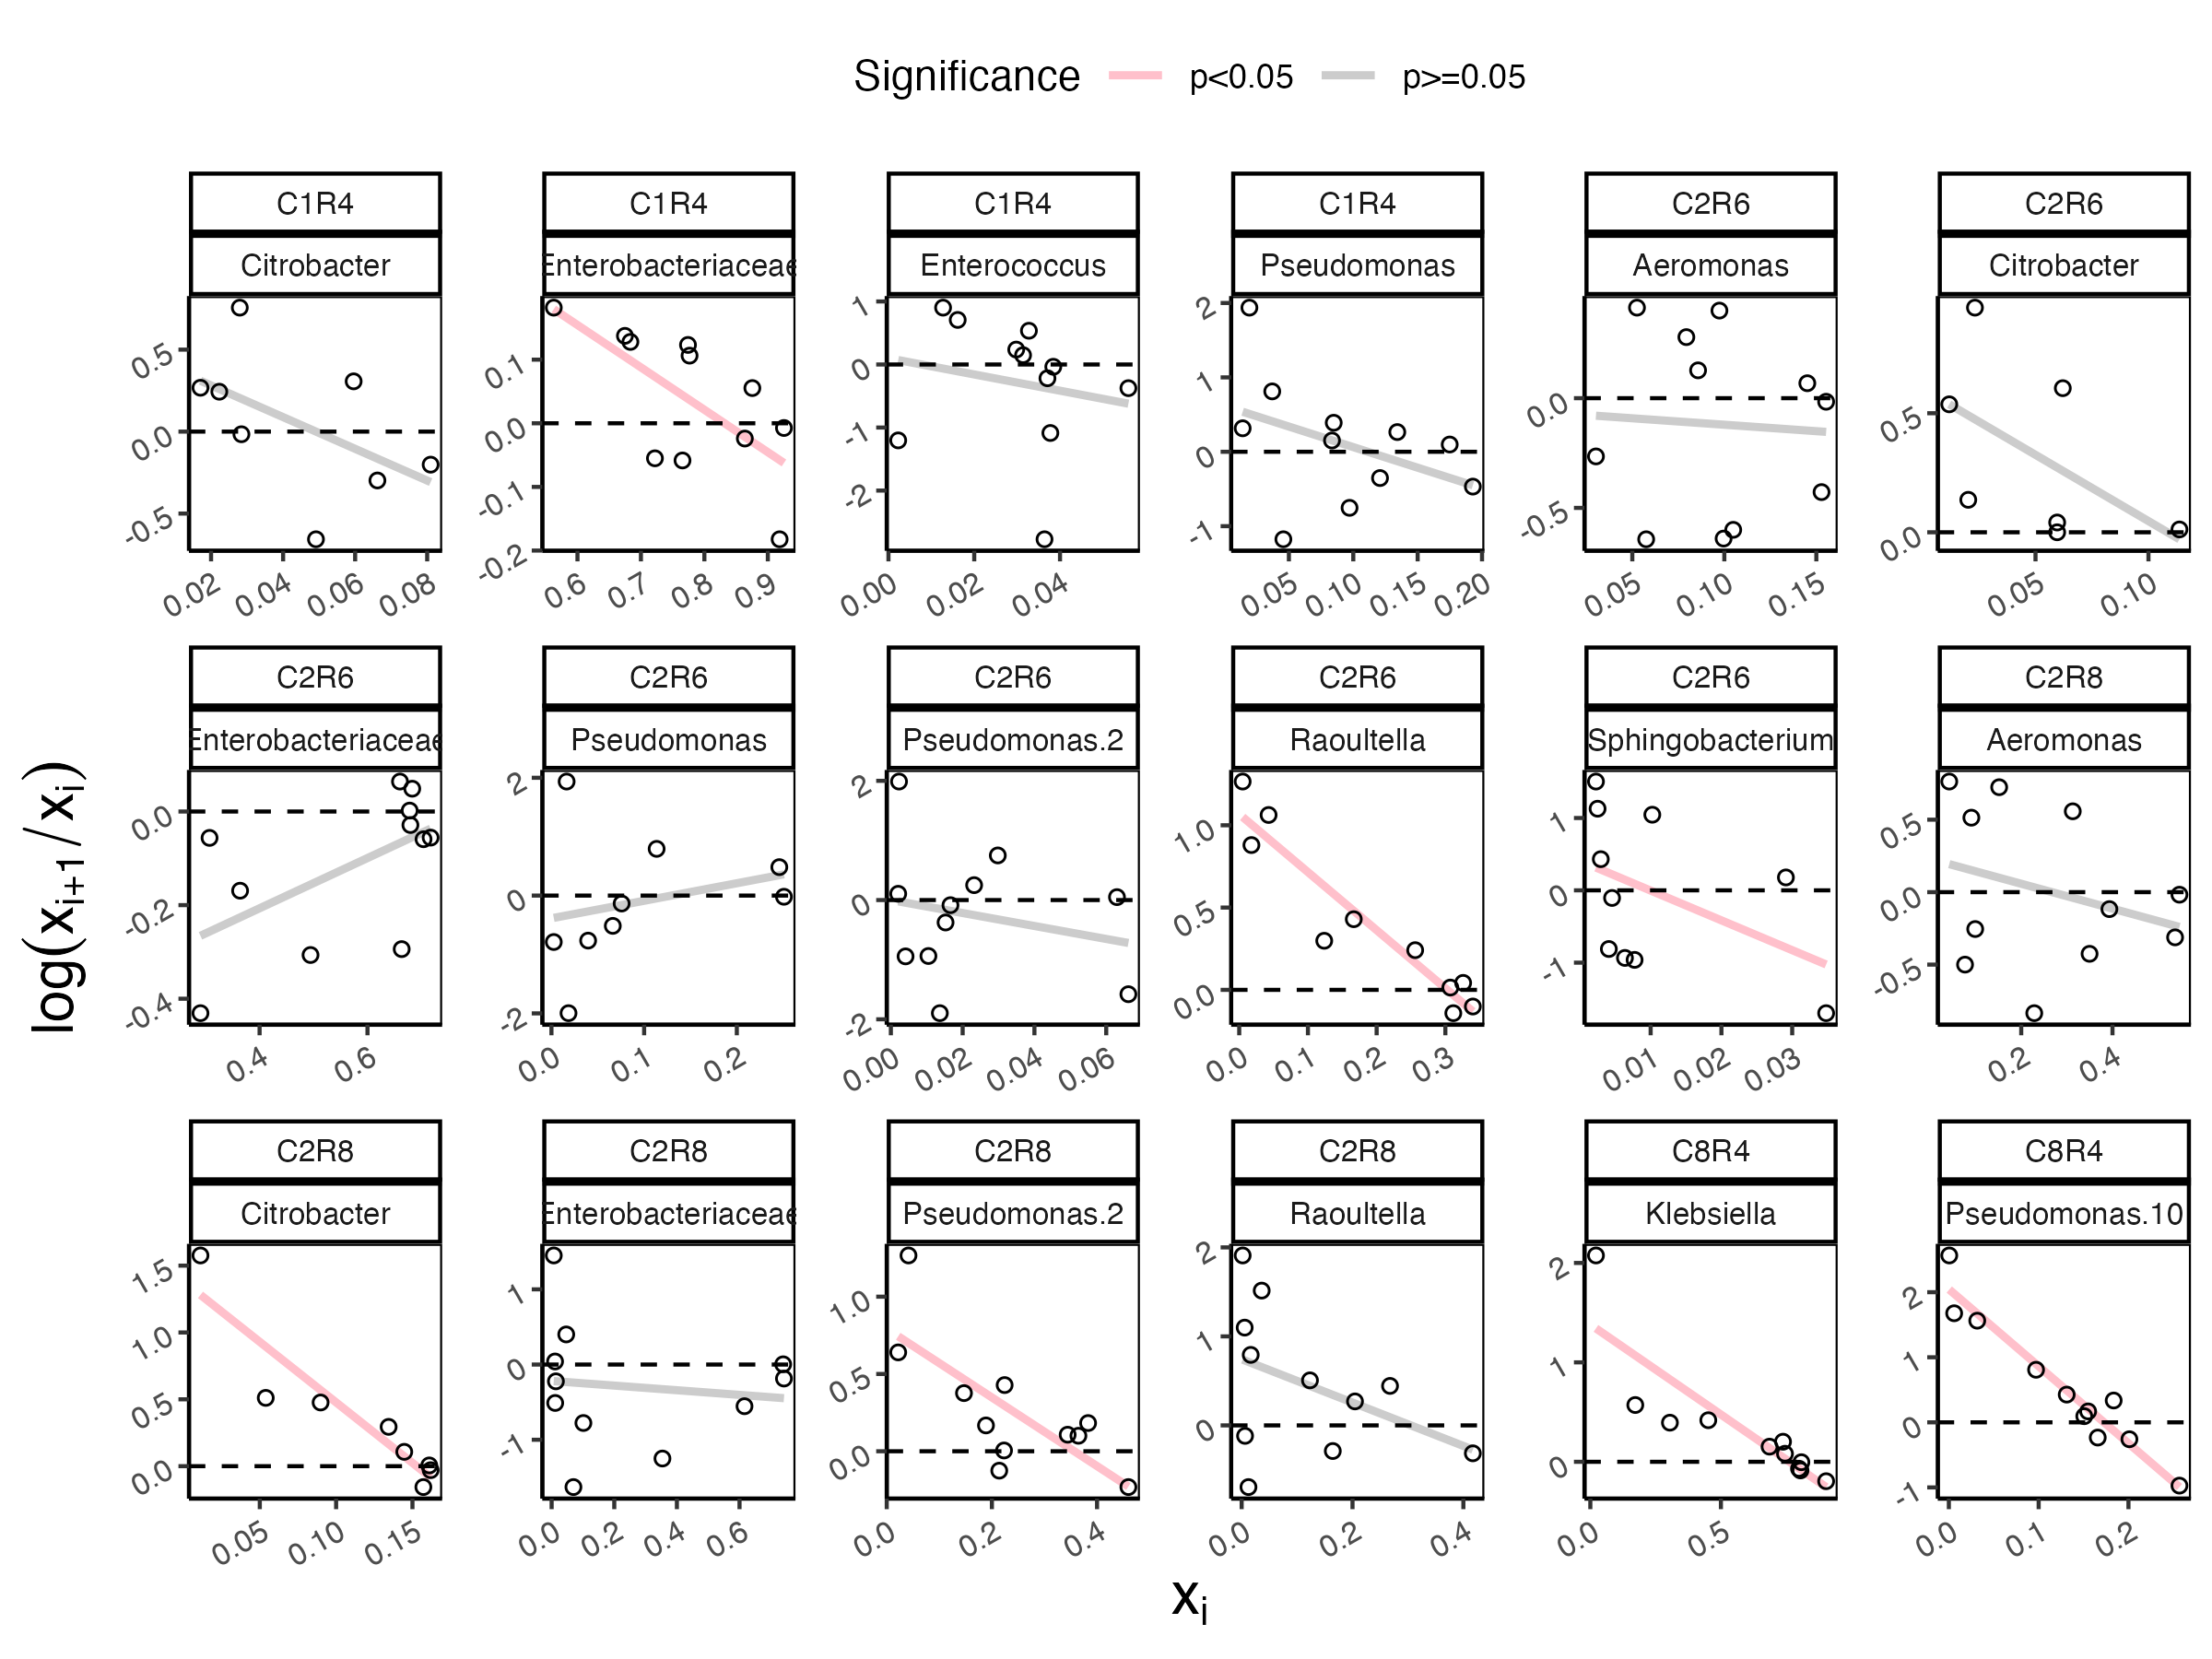 Significance p<0.05 p>=0.05
C1R4 C1R4 C1R4 C1R4 C2R6 C2R6
Citrobacter Enterobacteriaceae Enterococcus Pseudomonas Aeromonas Citrobacter
0.5 0.0 -0.5
0.02 0.04 0.06 0.08
0.1 0.0 -0.1 -0.2
0.6 0.7 0.8 0.9
1 0 -1 -2
0.00 0.02 0.04
2 1 0 -1
0.05 0.10 0.15 0.20
0.0 -0.5
0.05 0.10 0.15
0.5 0.0
0.05 0.10
C2R6 C2R6 C2R6 C2R6 C2R6 C2R8
Enterobacteriaceae Pseudomonas Pseudomonas.2 Raoultella Sphingobacterium Aeromonas
0.0 -0.2 -0.4
0.4 0.6
2 0 -2
0.0 0.1 0.2
2 0 -2
0.00 0.02 0.04 0.06
1.0 0.5 0.0
0.0 0.1 0.2 0.3
1 0 -1
0.01 0.02 0.03
0.5 0.0 -0.5
0.2 0.4
C2R8 C2R8 C2R8 C2R8 C8R4 C8R4
Citrobacter Enterobacteriaceae Pseudomonas.2 Raoultella Klebsiella Pseudomonas.10
1.5 1.0 0.5 0.0
0.05 0.10 0.15
1 0 -1
0.0 0.2 0.4 0.6
1.0 0.5 0.0
0.0 0.2 0.4
2 1 0
0.0 0.2 0.4
2 1 0
0.0 0.5
2 1 0 -1
0.0 0.1 0.2
log(xi+1 / xi)
xi